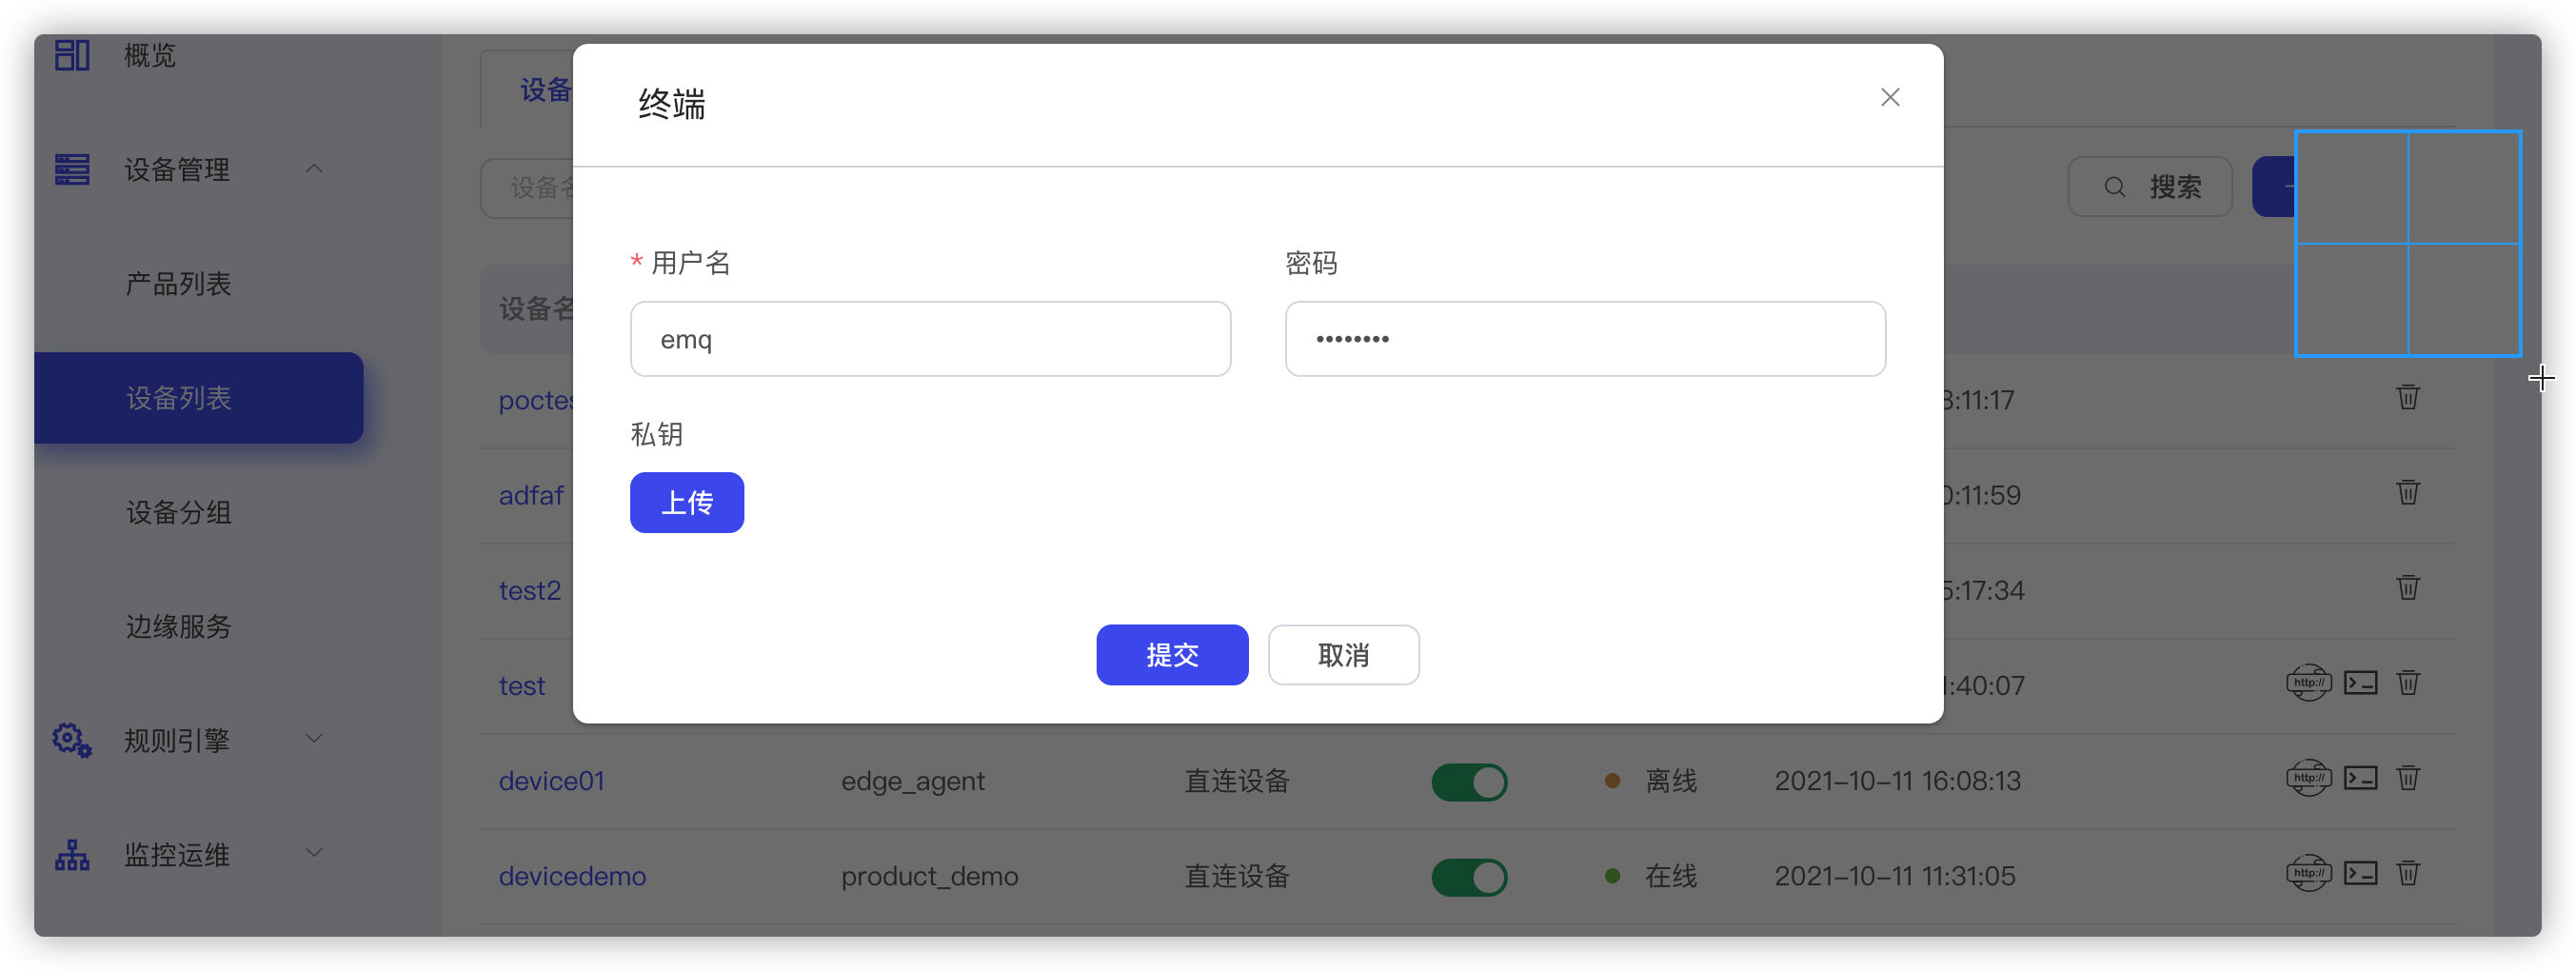 概览
设备管理
产品列表
设备列表
设备分组
边缘服务
规则引擎
监控运维
设备
设备名
搜索
设备名
终端
* 用户名
密码
emq
••••••••
私钥
上传
提交
取消
poctes
8:11:17
adfaf
0:11:59
test2
5:17:34
test
1:40:07
http://
device01
edge_agent
直连设备
离线
2021-10-11 16:08:13
http://
devicedemo
product_demo
直连设备
在线
2021-10-11 11:31:05
http://